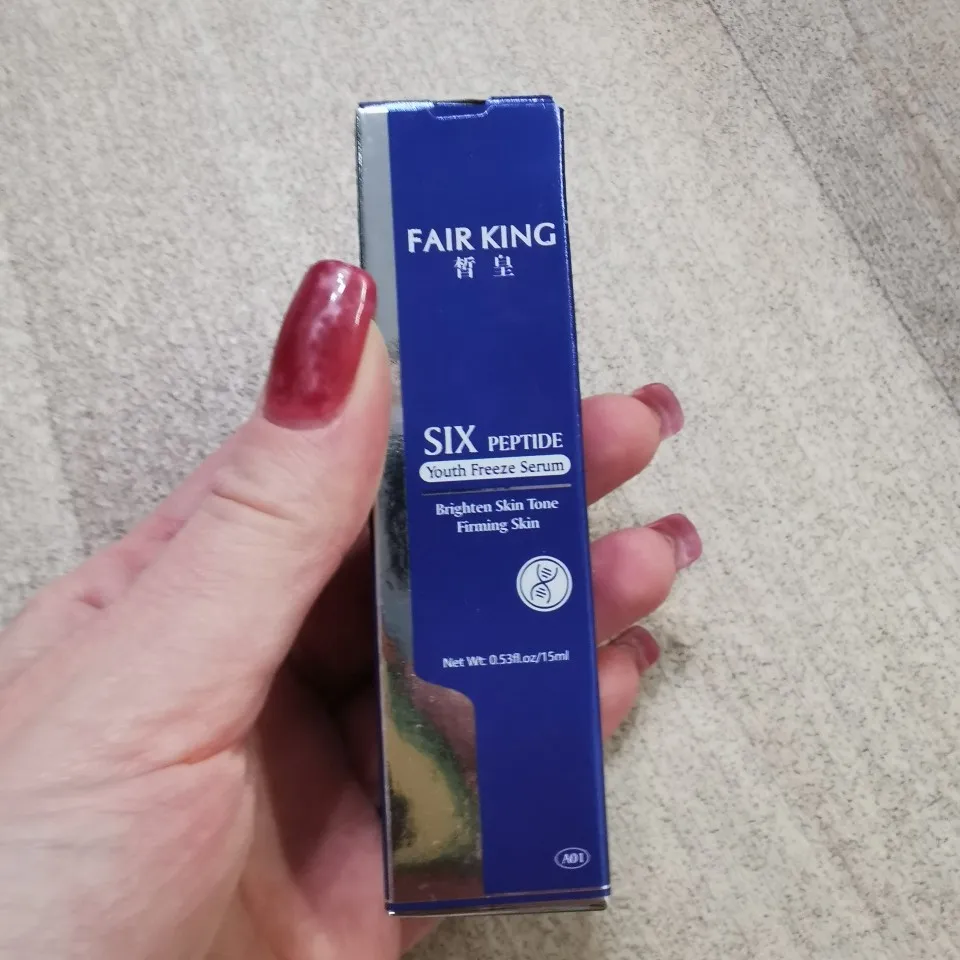 FAIR KING
皙皇
SIX PEPTIDE
Youth Freeze Serum
Brighten Skin Tone
Firming Skin
Net Wt: 0.53fl.oz/15ml
A01